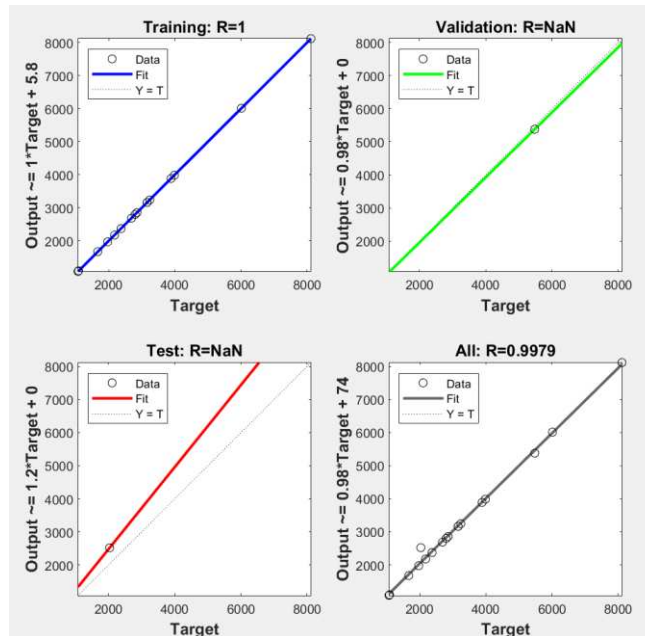 Training: R=1
Data
Fit
Y = T
8000
7000
6000
5000
4000
3000
2000
2000 4000 6000 8000
Target
Output ~= 1*Target + 5.8
Validation: R=NaN
Data
Fit
Y = T
8000
7000
6000
5000
4000
3000
2000
2000 4000 6000 8000
Target
Output ~= 0.98*Target + 0
Test: R=NaN
Data
Fit
Y = T
8000
7000
6000
5000
4000
3000
2000
2000 4000 6000 8000
Target
Output ~= 1.2*Target + 0
All: R=0.9979
Data
Fit
Y = T
8000
7000
6000
5000
4000
3000
2000
2000 4000 6000 8000
Target
Output ~= 0.98*Target + 74